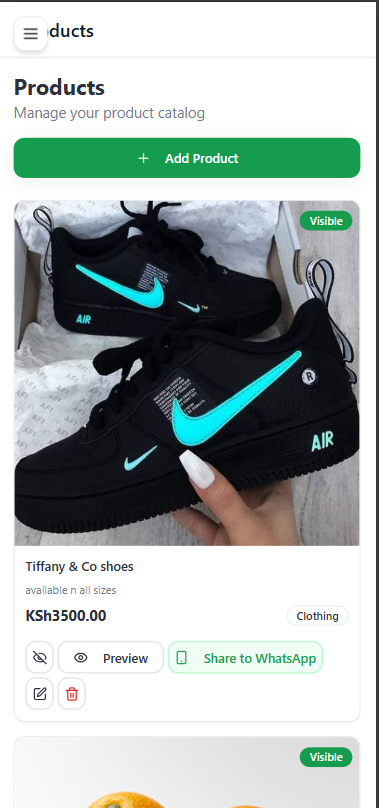 ducts
Products
Manage your product catalog
+ Add Product
Visible
AIR
AIR
R
Tiffany & Co shoes
available n all sizes
KSh3500.00
Clothing
Preview
Share to WhatsApp
Visible